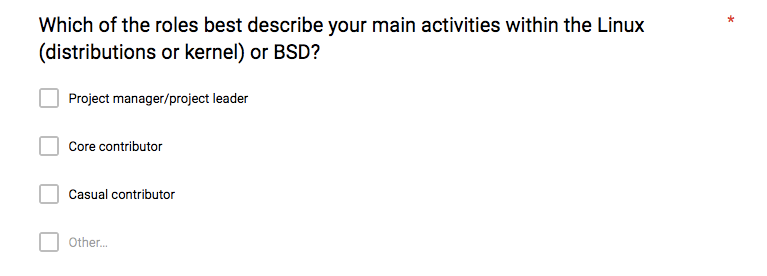 Which of the roles best describe your main activities within the Linux *
(distributions or kernel) or BSD?
Project manager/project leader
Core contributor
Casual contributor
Other...